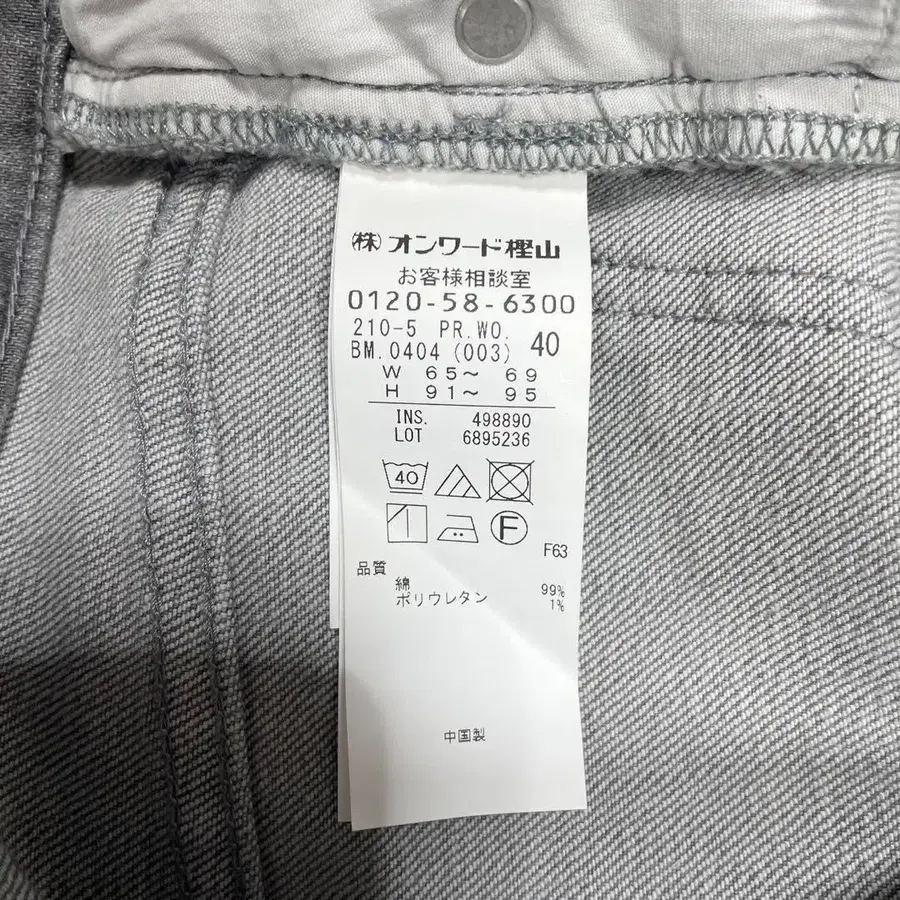 ㈱オンワード樫山
お客様相談室
0120-58-6300
210-5 PR.WO.
BM.0404 (003) 40
W 65～ 69
H 91～ 95
INS. 498890
LOT 6895236
40
F
F63
品質
綿 99%
ポリウレタン 1%
中国製